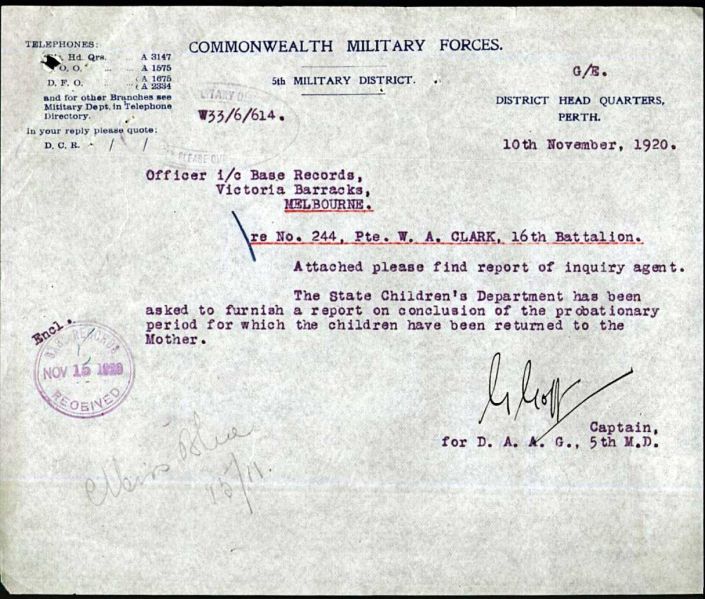 TELEPHONES:
Hd. Qrs. A 3147
O. O. A 1575
D. F. O. A 1675
A 2334
and for other Branches see
Military Dept. in Telephone
Directory.
In your reply please quote:
D. C. R. / /
COMMONWEALTH MILITARY FORCES.
5th MILITARY DISTRICT.
W33/6/614.
PLEASE
G/E.
DISTRICT HEAD QUARTERS,
PERTH.
10th November, 1920.
Officer i/c Base Records,
Victoria Barracks,
MELBOURNE.
re No. 244, Pte. W. A. CLARK, 16th Battalion.
Attached please find report of inquiry agent.
The State Children's Department has been
asked to furnish a report on conclusion of the probationary
period for which the children have been returned to the
Mother.
Encl.
RECORDS
NOV 15 1920
RECEIVED
Captain,
for D. A. A. G., 5th M.D.
15/11.